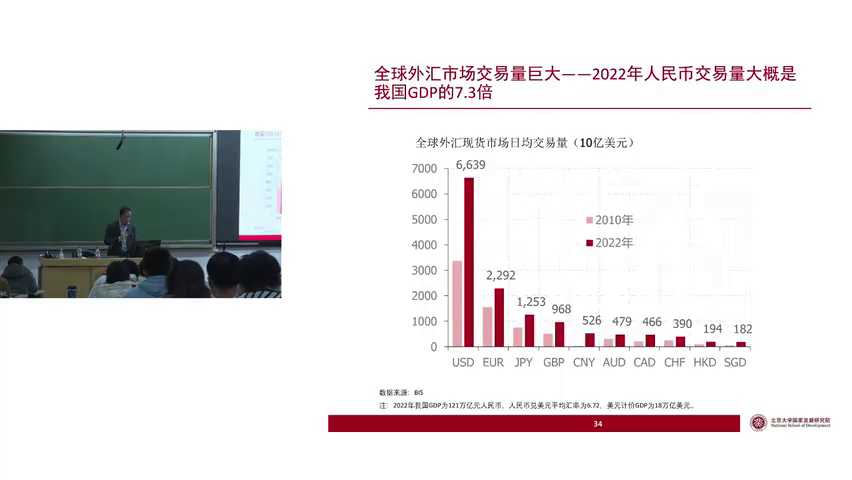 全球外汇市场交易量巨大——2022年人民币交易量大概是
我国GDP的7.3倍
全球外汇现货市场日均交易量（10亿美元）
7000
6000
5000
4000
3000
2000
1000
0
6,639
2,292
1,253
968
526
479
466
390
194
182
2010年
2022年
USD EUR JPY GBP CNY AUD CAD CHF HKD SGD
数据来源：BIS
注：2022年我国GDP为121万亿元人民币，人民币兑美元平均汇率为6.72，美元计价GDP为18万亿美元。
34
北京大学国家发展研究院
National School of Development